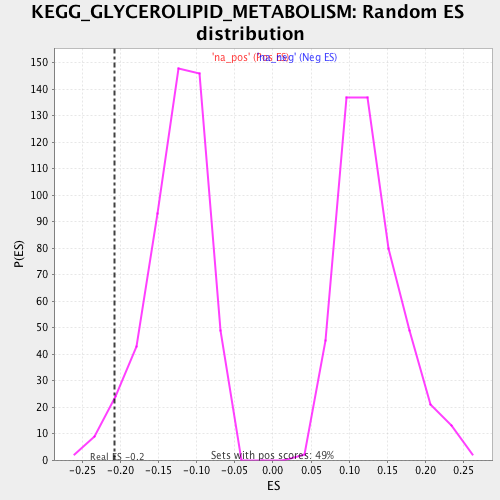 KEGG_GLYCEROLIPID_METABOLISM: Random ES
distribution
'na_pos' (Pos ES)
'na_neg' (Neg ES)
P(ES)
150
140
130
120
110
100
90
80
70
60
50
40
30
20
10
0
Real ES -0.2
Sets with pos scores: 49%
-0.25 -0.20 -0.15 -0.10 -0.05 0.00 0.05 0.10 0.15 0.20 0.25
ES